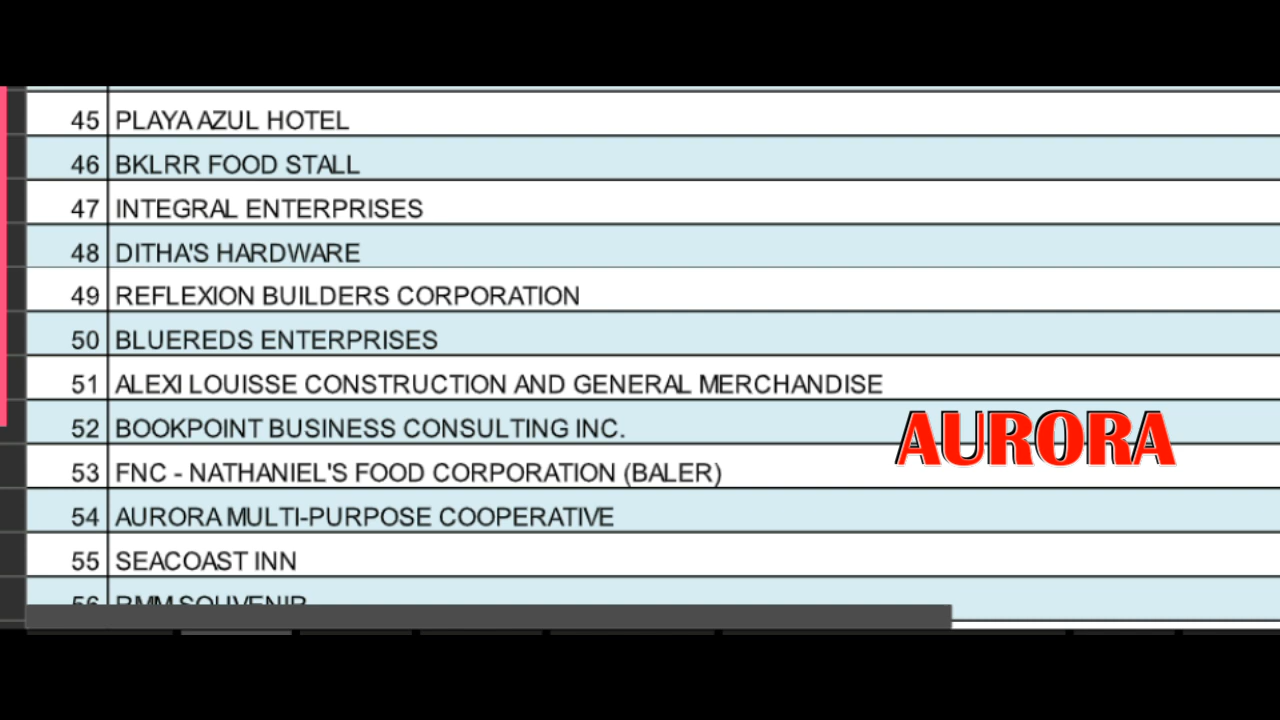 45 PLAYA AZUL HOTEL
46 BKLRR FOOD STALL
47 INTEGRAL ENTERPRISES
48 DITHA'S HARDWARE
49 REFLEXION BUILDERS CORPORATION
50 BLUEREDS ENTERPRISES
51 ALEXI LOUISSE CONSTRUCTION AND GENERAL MERCHANDISE
52 BOOKPOINT BUSINESS CONSULTING INC.
AURORA
53 FNC - NATHANIEL'S FOOD CORPORATION (BALER)
54 AURORA MULTI-PURPOSE COOPERATIVE
55 SEACOAST INN
56 SOUVENIR